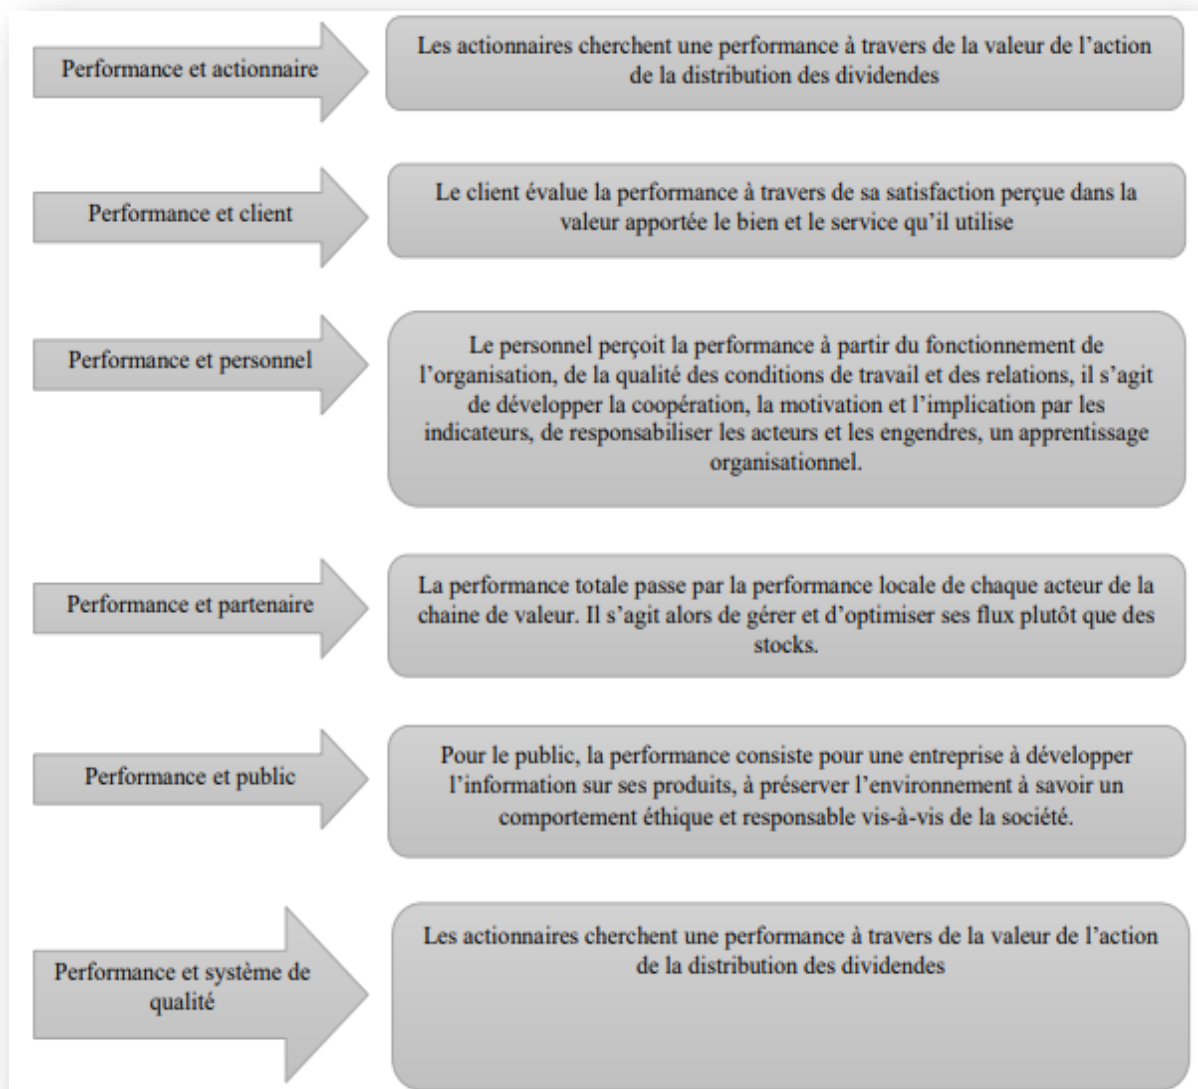 Performance et actionnaire
Les actionnaires cherchent une performance à travers de la valeur de l’action
de la distribution des dividendes
Performance et client
Le client évalue la performance à travers de sa satisfaction perçue dans la
valeur apportée le bien et le service qu’il utilise
Performance et personnel
Le personnel perçoit la performance à partir du fonctionnement de
l’organisation, de la qualité des conditions de travail et des relations, il s’agit
de développer la coopération, la motivation et l’implication par les
indicateurs, de responsabiliser les acteurs et les engendres, un apprentissage
organisationnel.
Performance et partenaire
La performance totale passe par la performance locale de chaque acteur de la
chaine de valeur. Il s’agit alors de gérer et d’optimiser ses flux plutôt que des
stocks.
Performance et public
Pour le public, la performance consiste pour une entreprise à développer
l’information sur ses produits, à préserver l’environnement à savoir un
comportement éthique et responsable vis-à-vis de la société.
Performance et système de
qualité
Les actionnaires cherchent une performance à travers de la valeur de l’action
de la distribution des dividendes